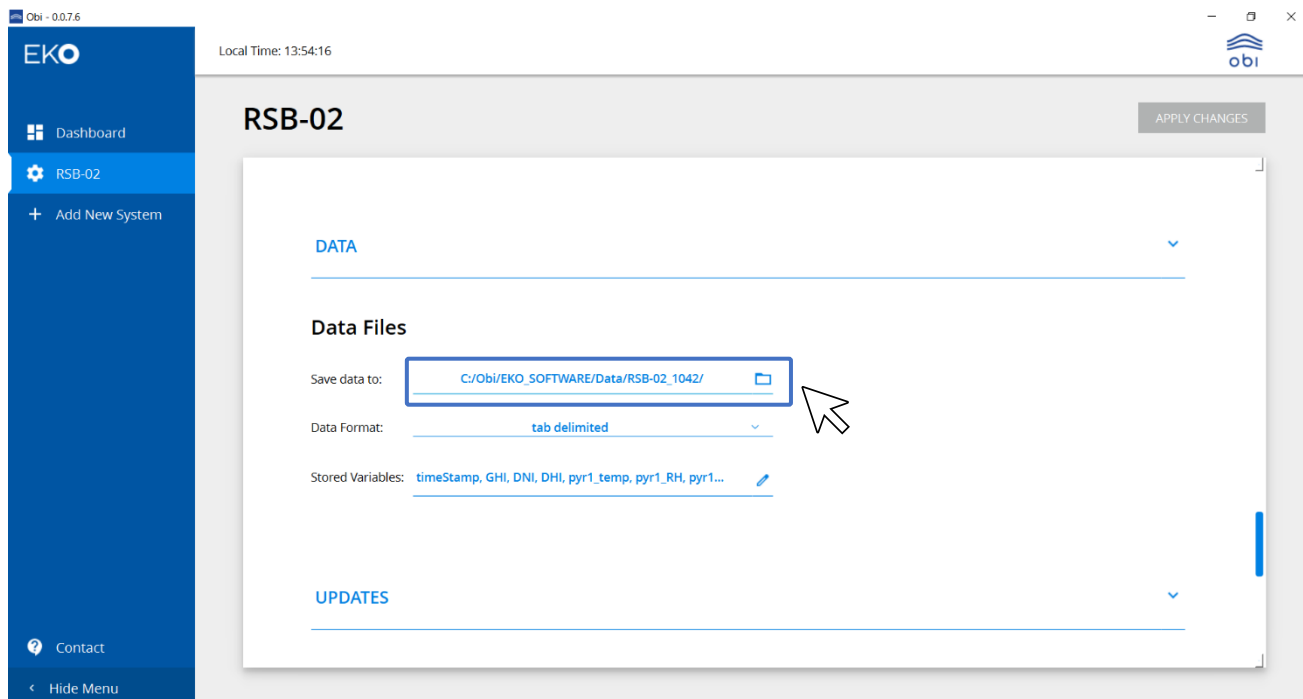 Obi - 0.0.7.6
EKO
Local Time: 13:54:16
obi
RSB-02
APPLY CHANGES
Dashboard
RSB-02
Add New System
DATA
Data Files
Save data to: C:/Obi/EKO_SOFTWARE/Data/RSB-02_1042/
Data Format: tab delimited
Stored Variables: timeStamp, GHI, DNI, DHI, pyr1_temp, pyr1_RH, pyr1...
UPDATES
Contact
Hide Menu